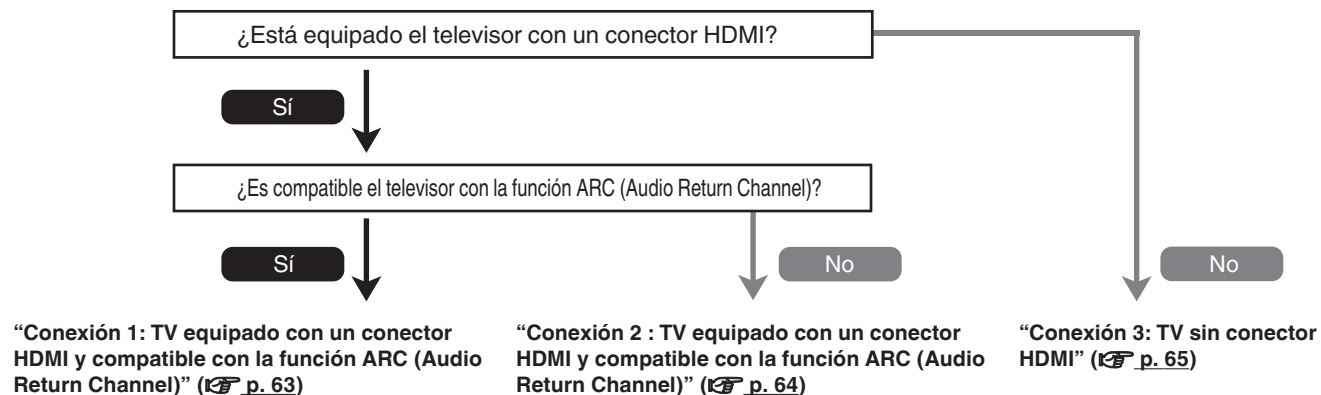 ¿Está equipado el televisor con un conector HDMI?
Sí
¿Es compatible el televisor con la función ARC (Audio Return Channel)?
Sí
No
No
“Conexión 1: TV equipado con un conector
HDMI y compatible con la función ARC (Audio
Return Channel)” (☞ p. 63)
“Conexión 2 : TV equipado con un conector
HDMI y compatible con la función ARC (Audio
Return Channel)” (☞ p. 64)
“Conexión 3: TV sin conector
HDMI” (☞ p. 65)